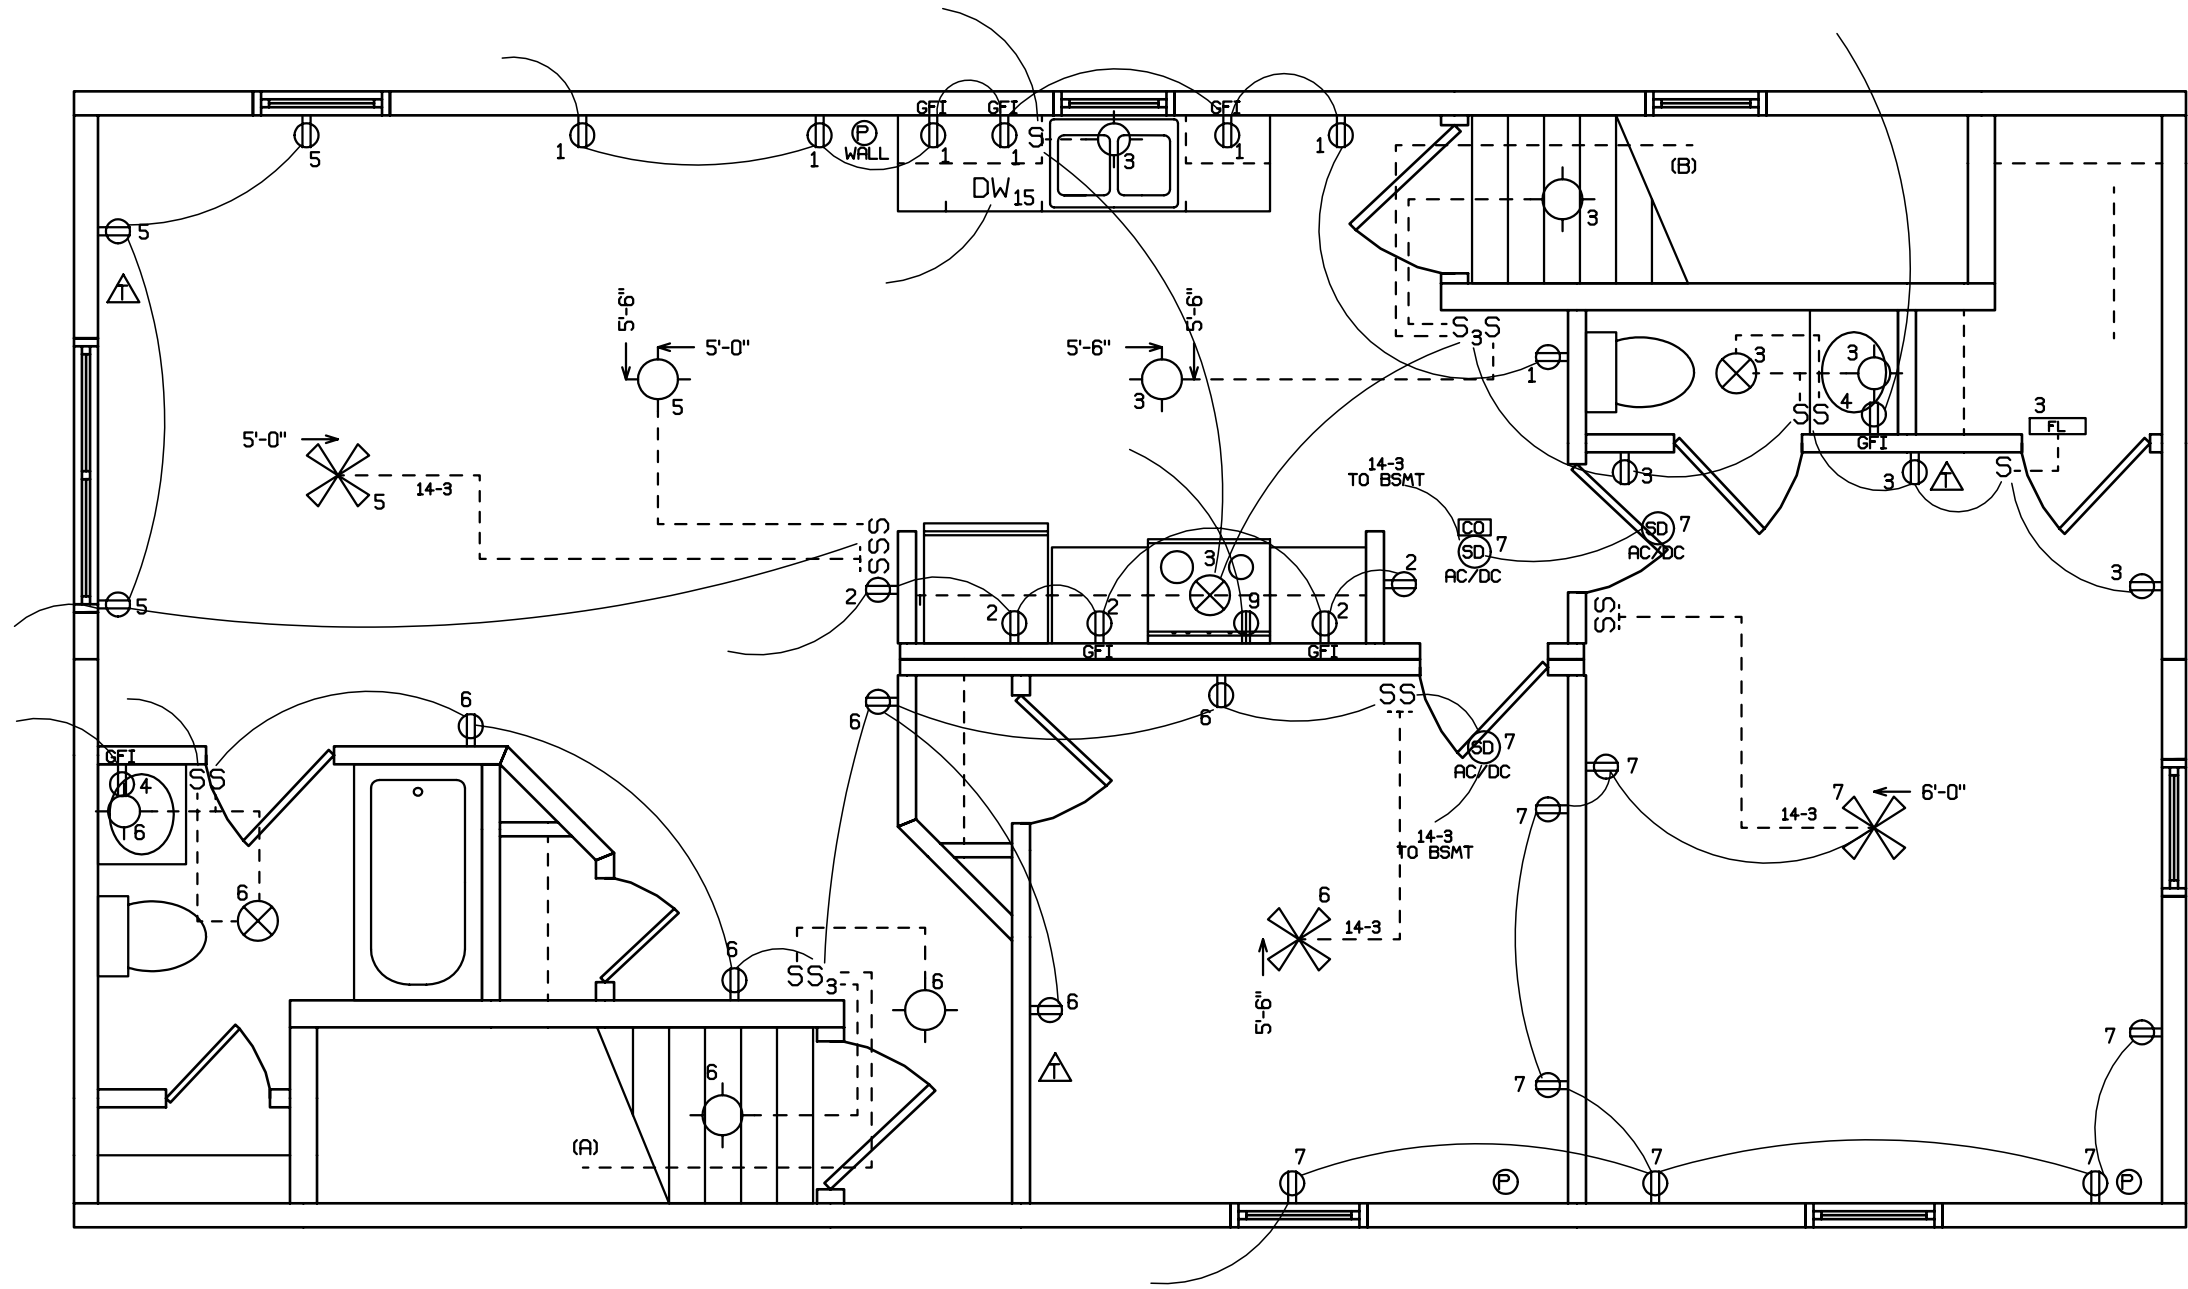 GFI GFI GFI
5 1 1 P WALL 1 1 S 3 1 1
DW 15
(B)
3
5
T
5'-6" 5'-0" 5'-6" 5'-6"
S 3 S
5 3
1
3 3
4 SS
GFI
3 FL
S
5'-0"
5 14-3
14-3
TO BSMT
3 3 T
SSS
CO
SD 7 AC/DC
SD 7 AC/DC
3
5
2 2 2 3 9 2 2
GFI GFI
SS
3
6
6 6 SS
SD 7
AC/DC
14-3
TO BSMT
GFI
4 SS
6
7
7
7 14-3 6'-0"
6
6 14-3
5'-6"
6
SS 3
6
6
T
6
(A)
7
7
7 P 7 7 P